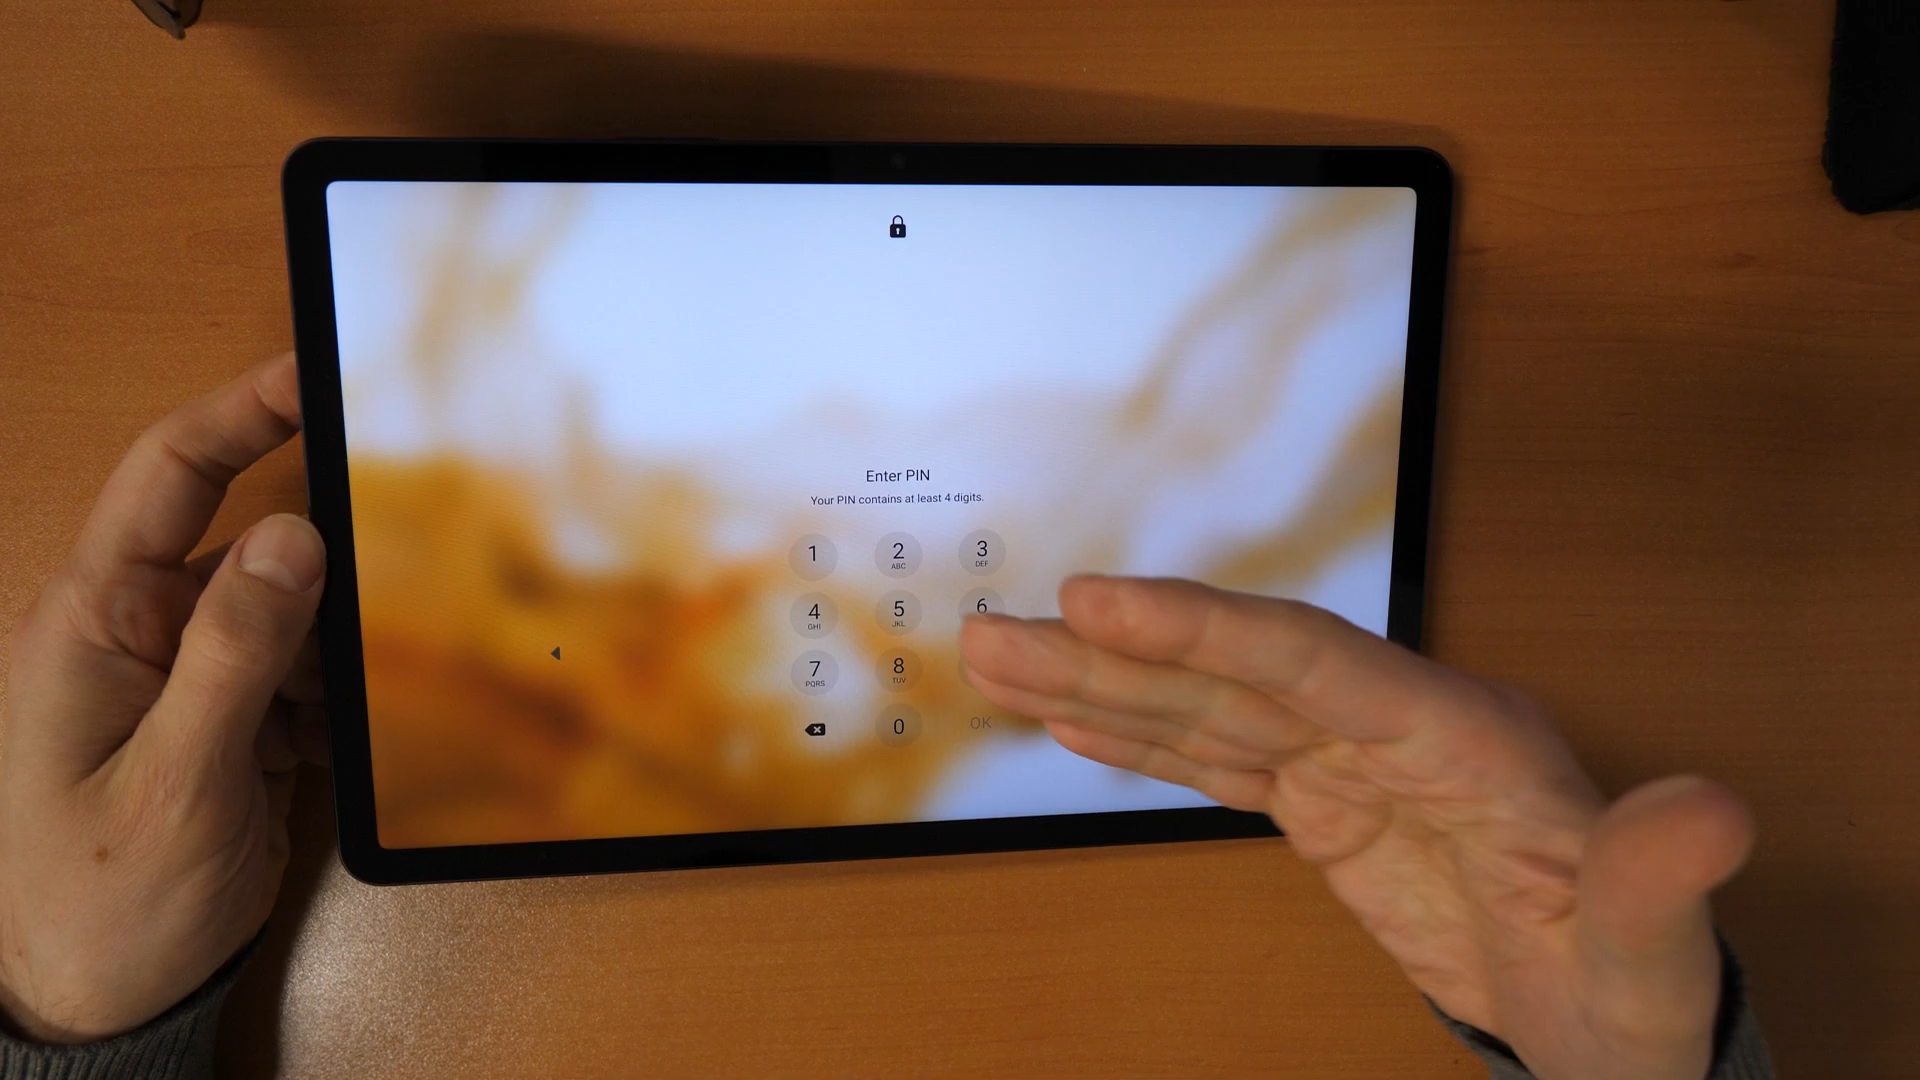 Enter PIN
Your PIN contains at least 4 digits.
1 2 3
ABC DEF
4 5 6
GHI JKL
7 8
PQRS TUV
0 OK